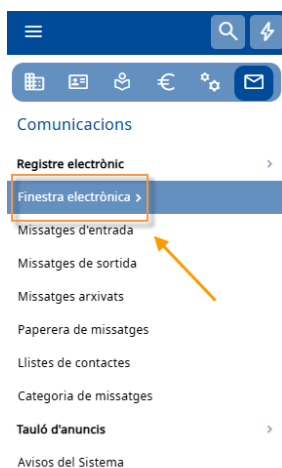 Comunicacions
Registre electrònic
Finestra electrònica
Missatges d'entrada
Missatges de sortida
Missatges arxivats
Paperera de missatges
Llistes de contactes
Categoria de missatges
Tauló d'anuncis
Avisos del Sistema